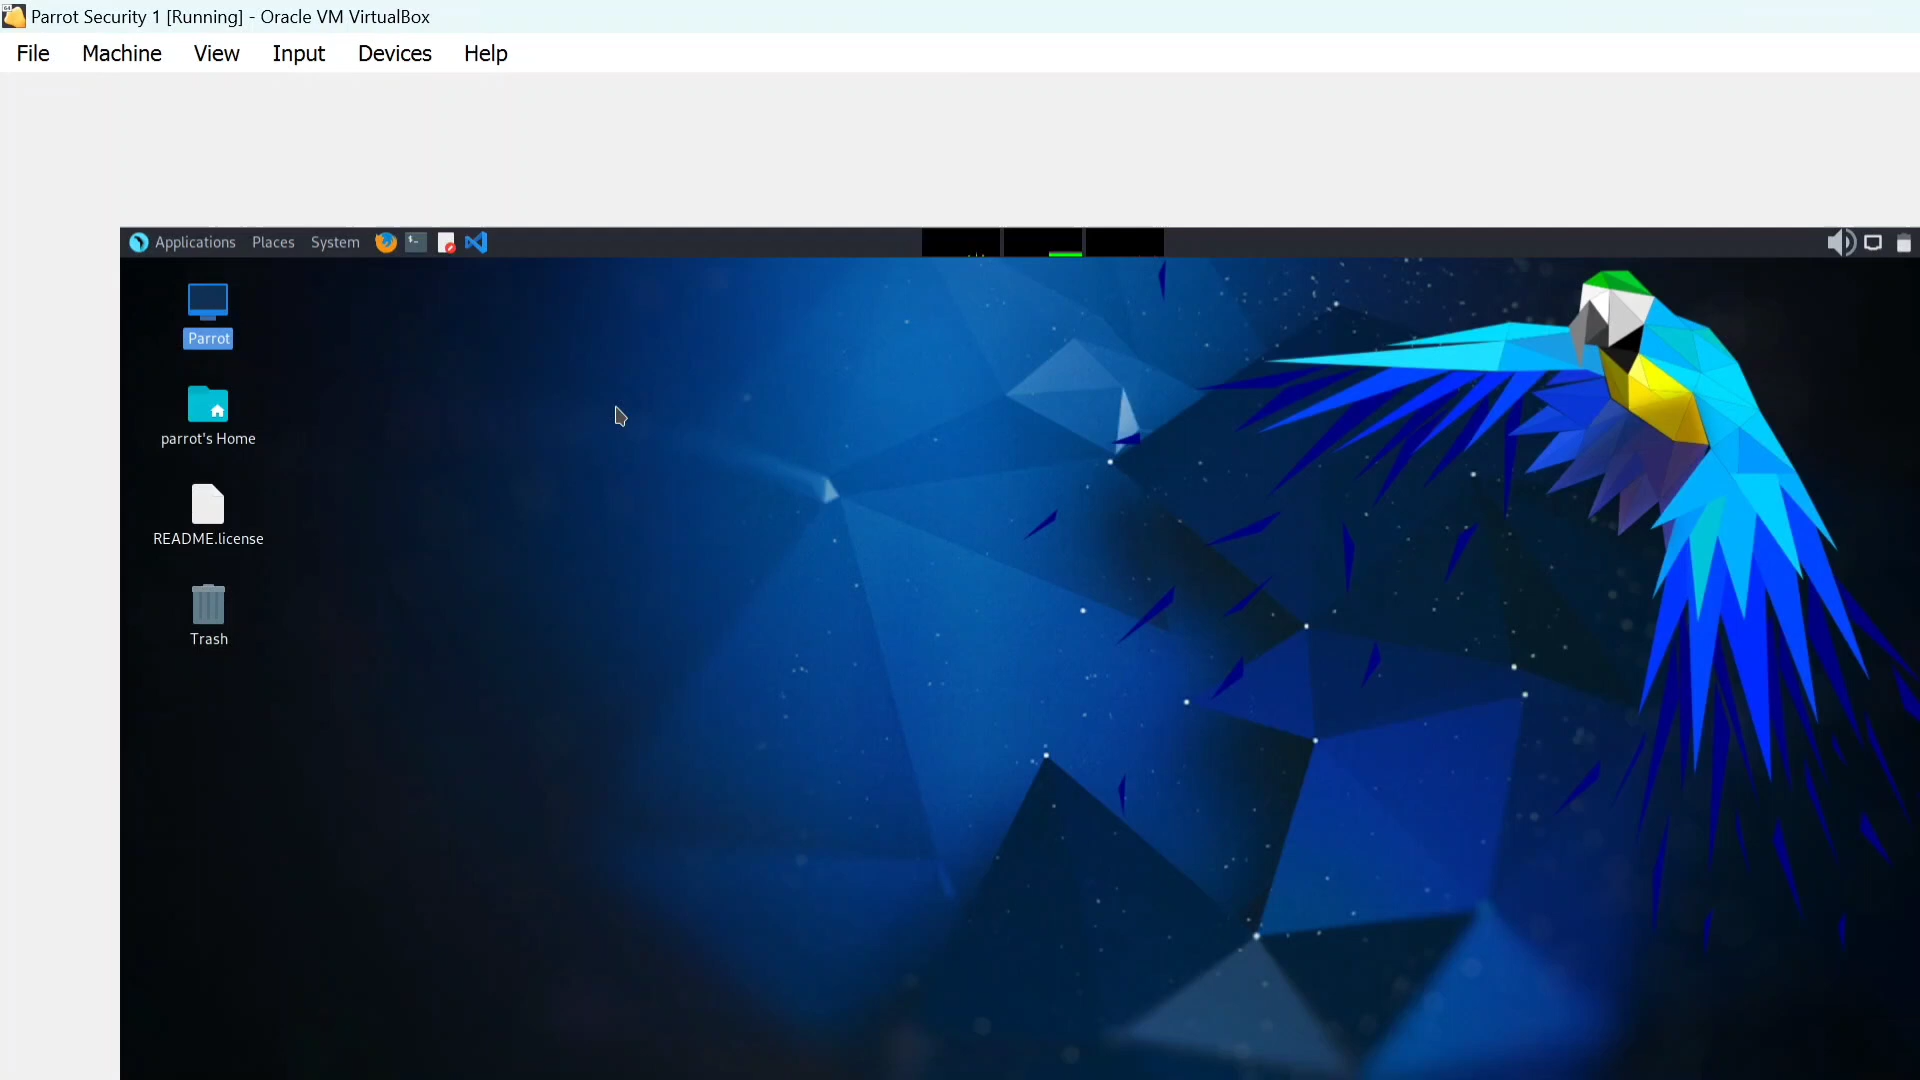 Parrot Security 1 [Running] - Oracle VM VirtualBox
File Machine View Input Devices Help
Applications Places System
Parrot
parrot's Home
README.license
Trash